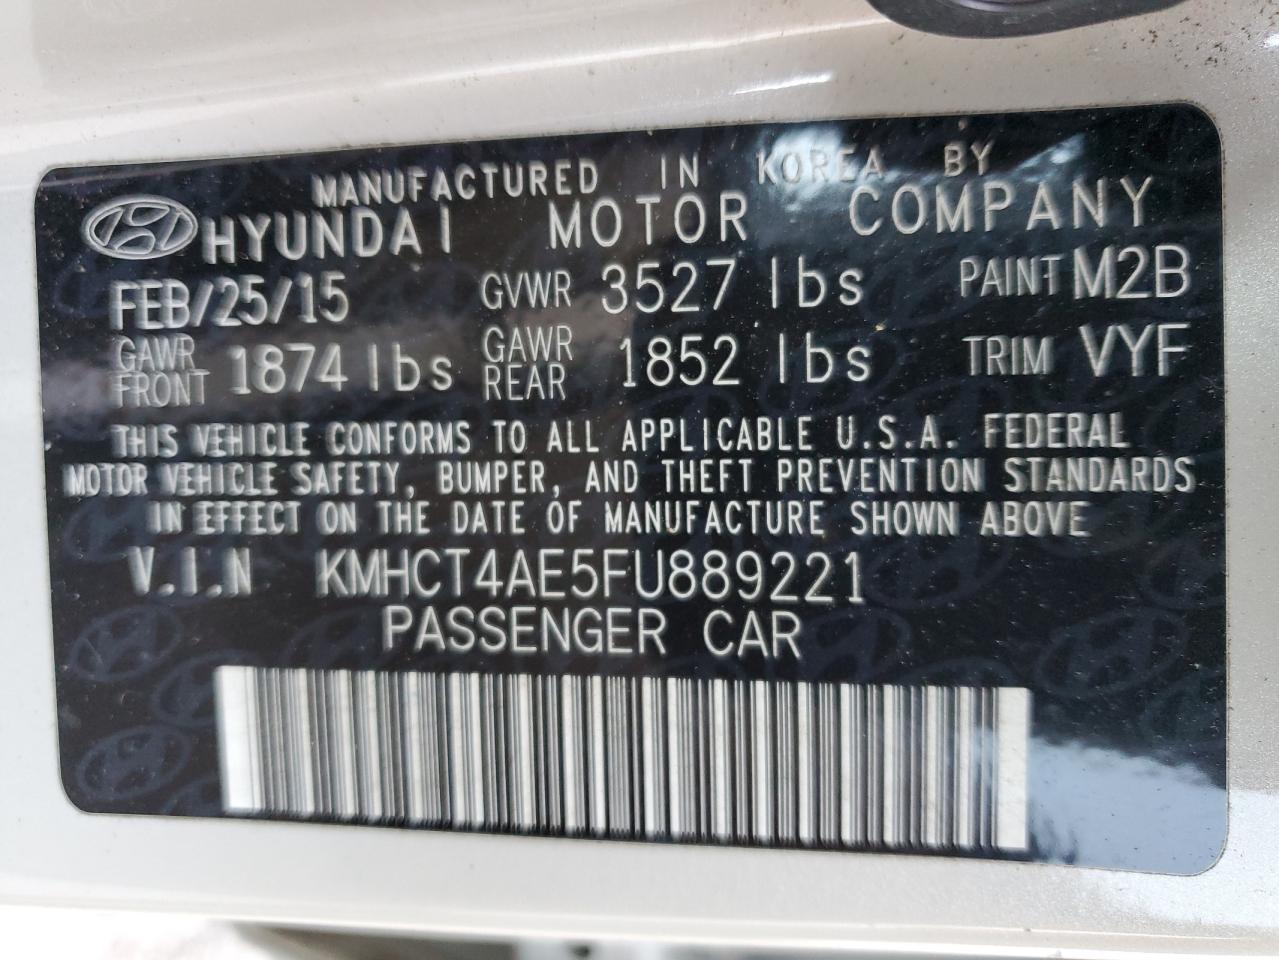 MANUFACTURED IN KOREA BY
HYUNDAI MOTOR COMPANY
FEB/25/15 GVWR 3527 lbs PAINT M2B
GAWR FRONT 1874 lbs GAWR REAR 1852 lbs TRIM VYF
THIS VEHICLE CONFORMS TO ALL APPLICABLE U.S.A. FEDERAL
MOTOR VEHICLE SAFETY, BUMPER, AND THEFT PREVENTION STANDARDS
IN EFFECT ON THE DATE OF MANUFACTURE SHOWN ABOVE
V.I.N KMHCT4AE5FU889221
PASSENGER CAR